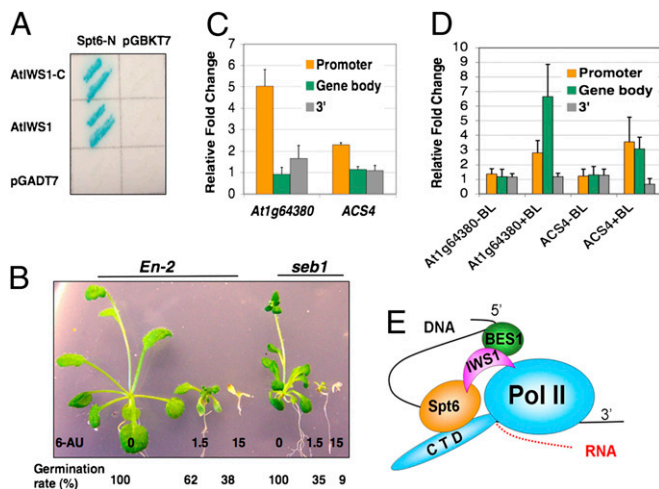 A
Spt6-N pGBKT7
AtIWS1-C
AtIWS1
pGADT7
C
Relative Fold Change
6
5
4
3
2
1
0
Promoter
Gene body
3'
At1g64380
ACS4
D
Relative Fold Change
10
9
8
7
6
5
4
3
2
1
0
Promoter
Gene body
3'
At1g64380-BL
At1g64380+BL
ACS4-BL
ACS4+BL
B
En-2
seb1
6-AU 0 1.5 15 0 1.5 15
Germination
rate (%) 100 62 38 100 35 9
E
5'
DNA
BES1
IWS1
Spt6
Pol II
CTD
3'
RNA